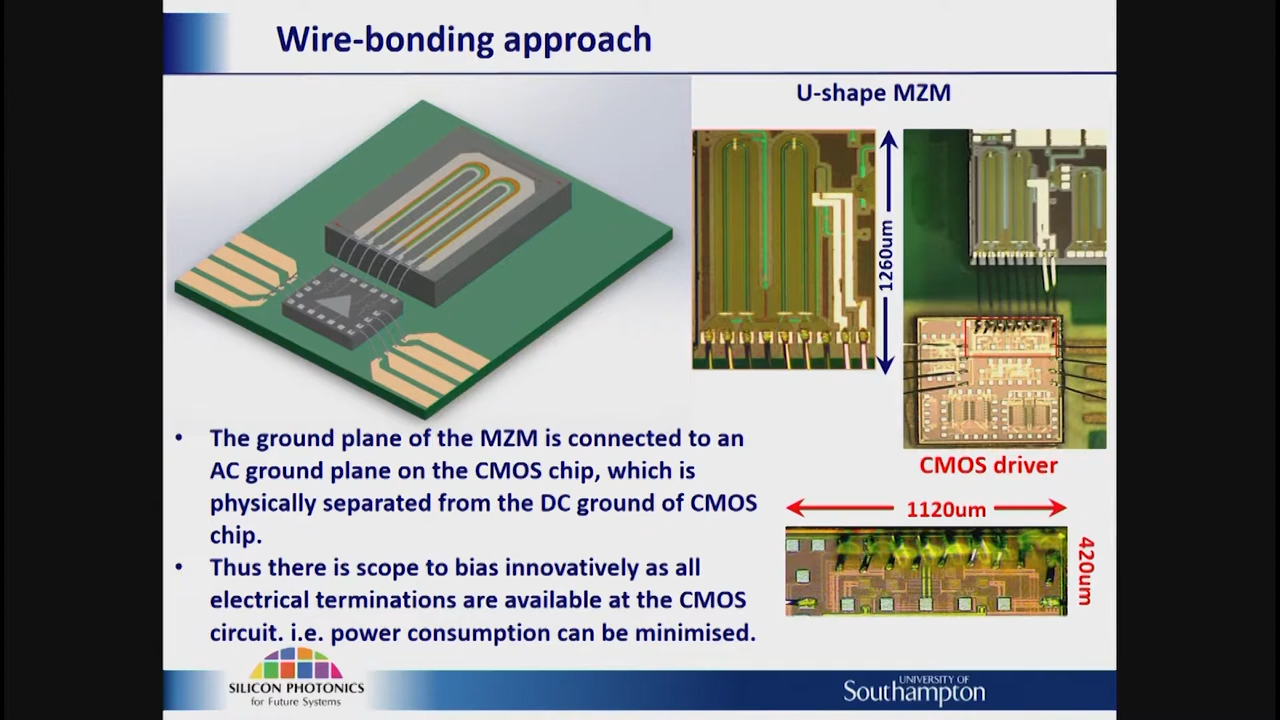 Wire-bonding approach
U-shape MZM
1260um
CMOS driver
1120um
420um
• The ground plane of the MZM is connected to an
AC ground plane on the CMOS chip, which is
physically separated from the DC ground of CMOS
chip.
• Thus there is scope to bias innovatively as all
electrical terminations are available at the CMOS
circuit. i.e. power consumption can be minimised.
SILICON PHOTONICS
for Future Systems
UNIVERSITY OF
Southampton